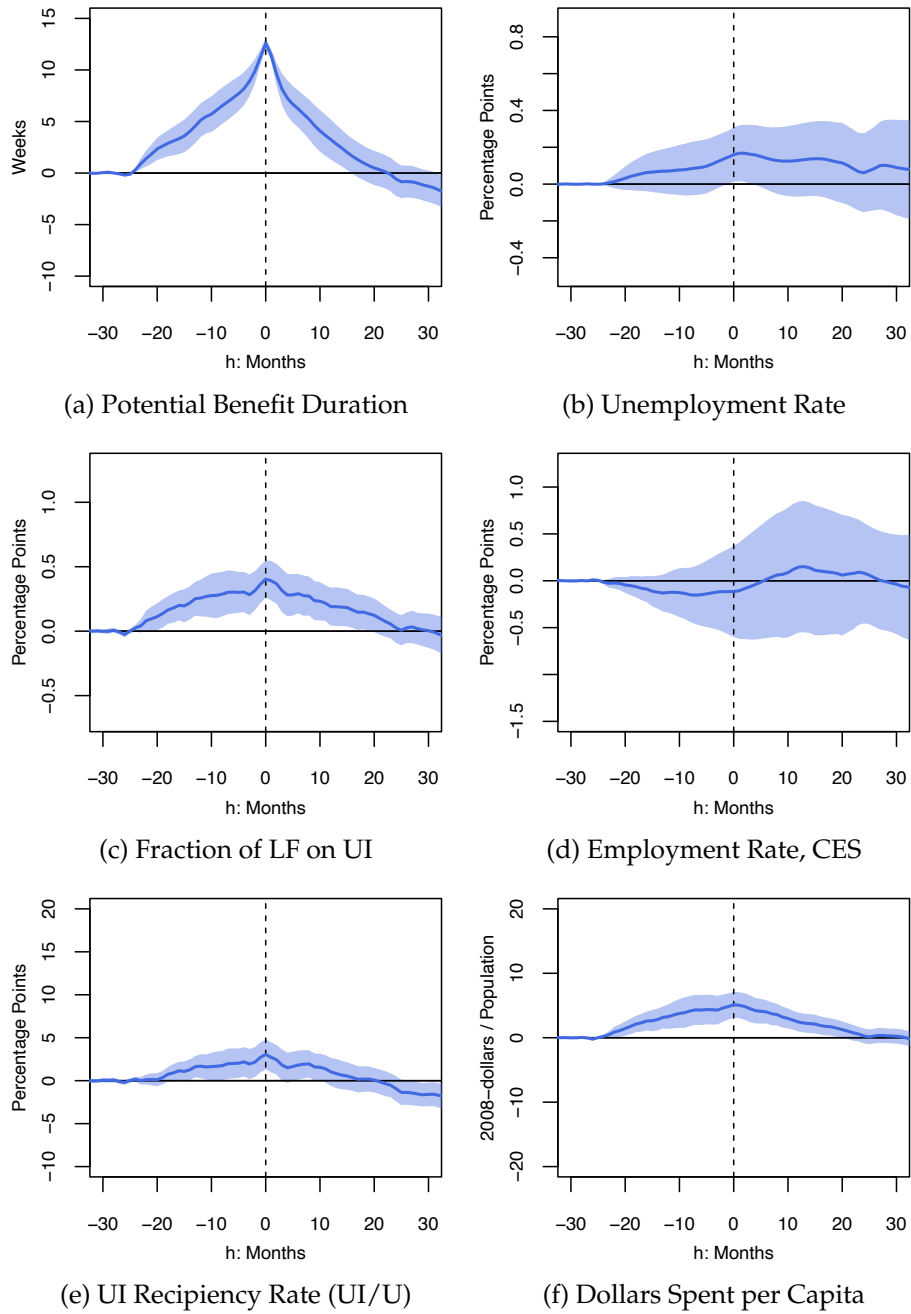 15
10
5
0
−5
−10
Weeks
−30 −20 −10 0 10 20 30
h: Months
(a) Potential Benefit Duration
0.8
0.4
0.0
−0.4
Percentage Points
−30 −20 −10 0 10 20 30
h: Months
(b) Unemployment Rate
1.0
0.5
0.0
−0.5
Percentage Points
−30 −20 −10 0 10 20 30
h: Months
(c) Fraction of LF on UI
1.0
0.5
0.0
−0.5
−1.5
Percentage Points
−30 −20 −10 0 10 20 30
h: Months
(d) Employment Rate, CES
20
15
10
5
0
−5
−10
Percentage Points
−30 −20 −10 0 10 20 30
h: Months
(e) UI Recipiency Rate (UI/U)
20
10
0
−10
−20
2008−dollars / Population
−30 −20 −10 0 10 20 30
h: Months
(f) Dollars Spent per Capita